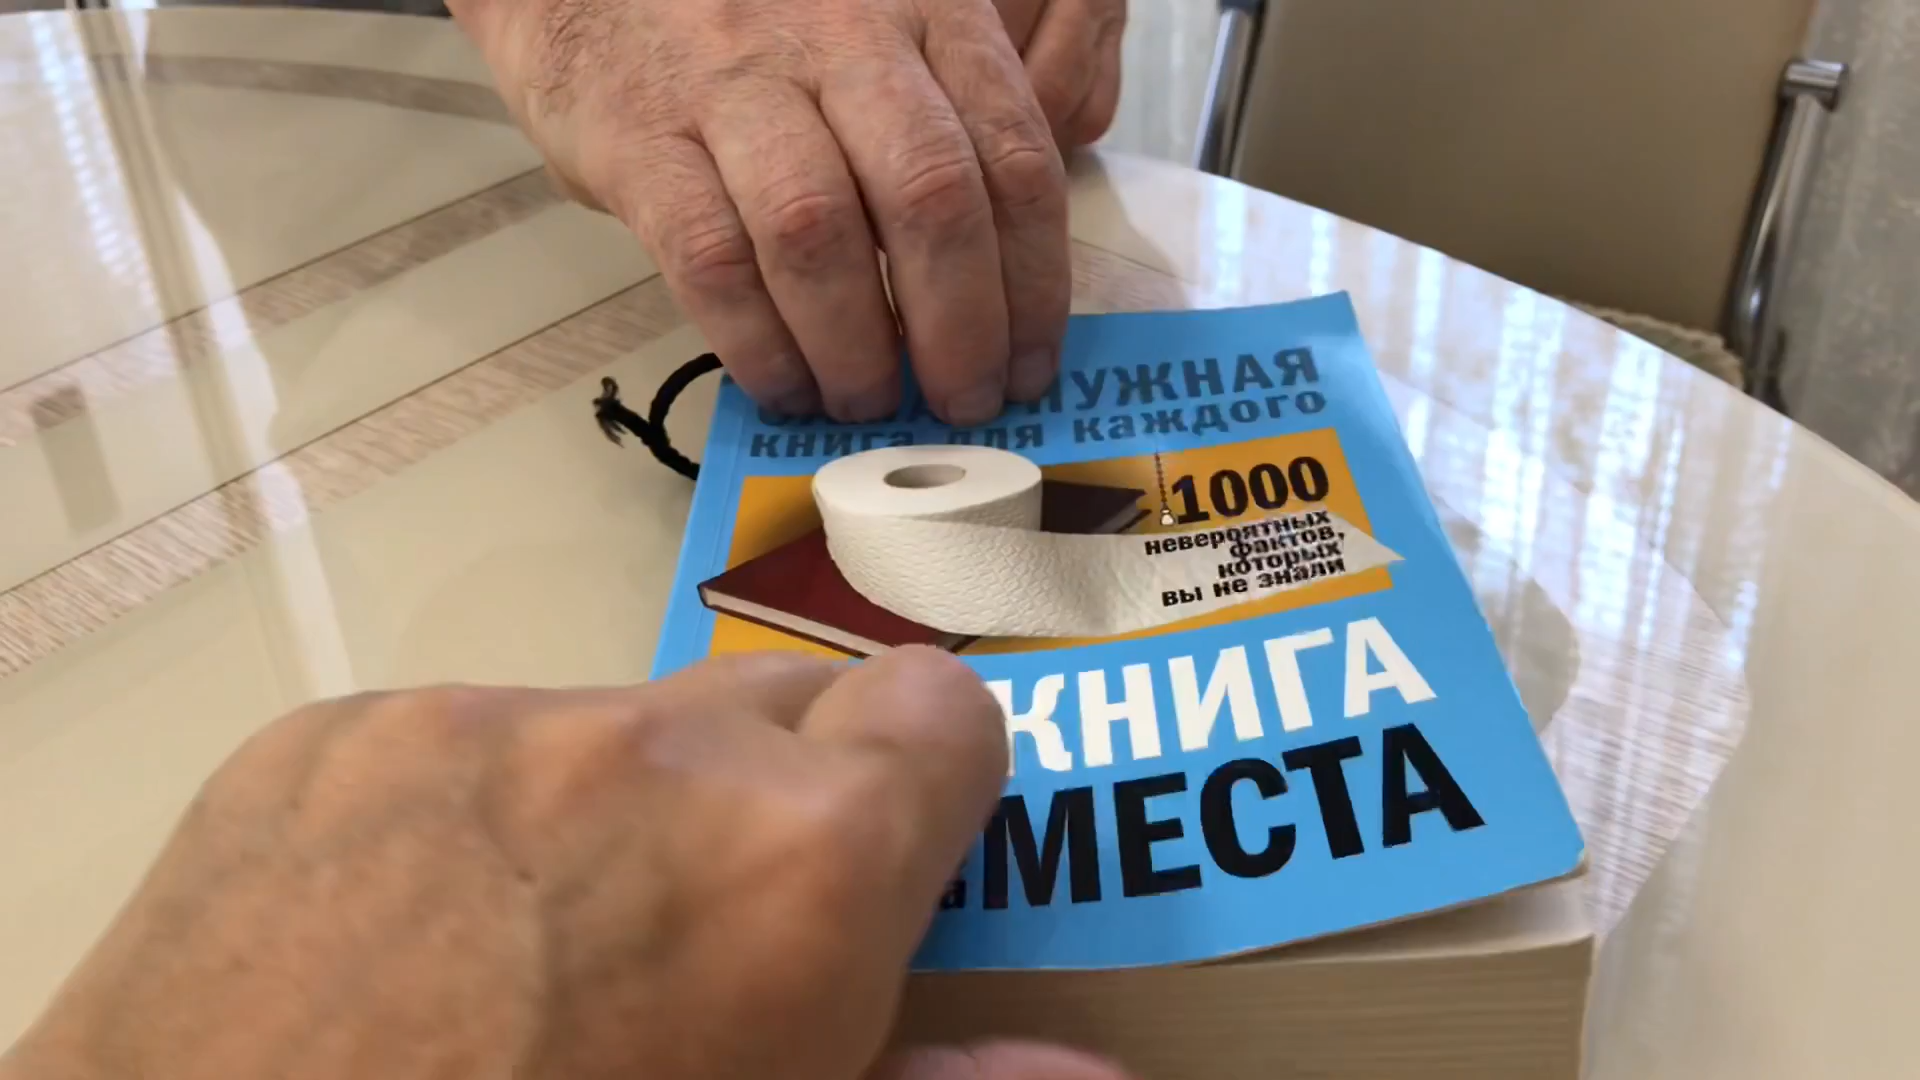 НУЖНАЯ
книга для каждого
1000
невероятных
фактов,
которых
вы не знали
КНИГА
МЕСТА